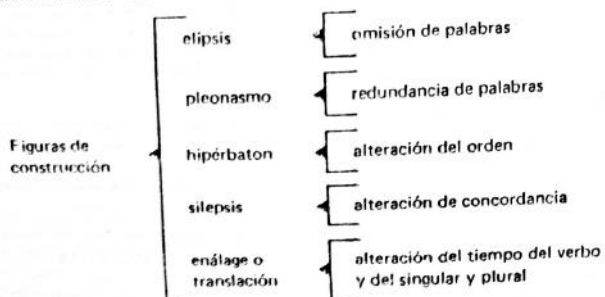 elipsis
omisión de palabras
pleonasmo
redundancia de palabras
Figuras de
construcción
hipérbaton
alteración del orden
silepsis
alteración de concordancia
enálage o
translación
alteración del tiempo del verbo
y del singular y plural